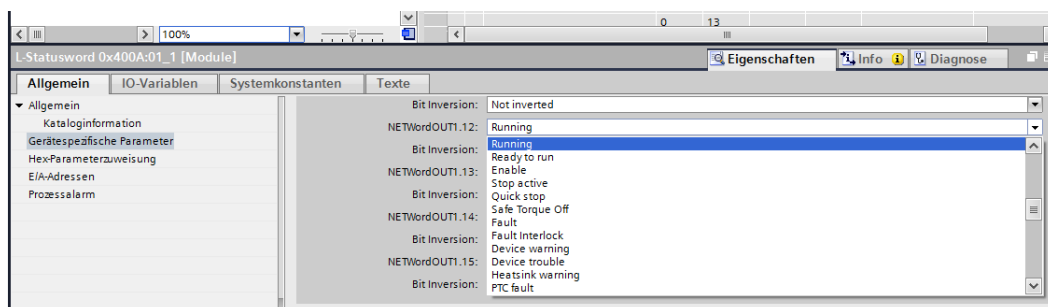 0 13
100%
L-Statusword 0x400A:01_1 [Module]
Eigenschaften Info Diagnose
Allgemein IO-Variablen Systemkonstanten Texte
Allgemein
Kataloginformation
Gerätespezifische Parameter
Hex-Parameterzuweisung
E/A-Adressen
Prozessalarm
Bit Inversion: Not inverted
NETWordOUT1.12: Running
Bit Inversion:
NETWordOUT1.13:
Bit Inversion:
NETWordOUT1.14:
Bit Inversion:
NETWordOUT1.15:
Bit Inversion:
Running
Ready to run
Enable
Stop active
Quick stop
Safe Torque Off
Fault
Fault Interlock
Device warning
Device trouble
Heatsink warning
PTC fault